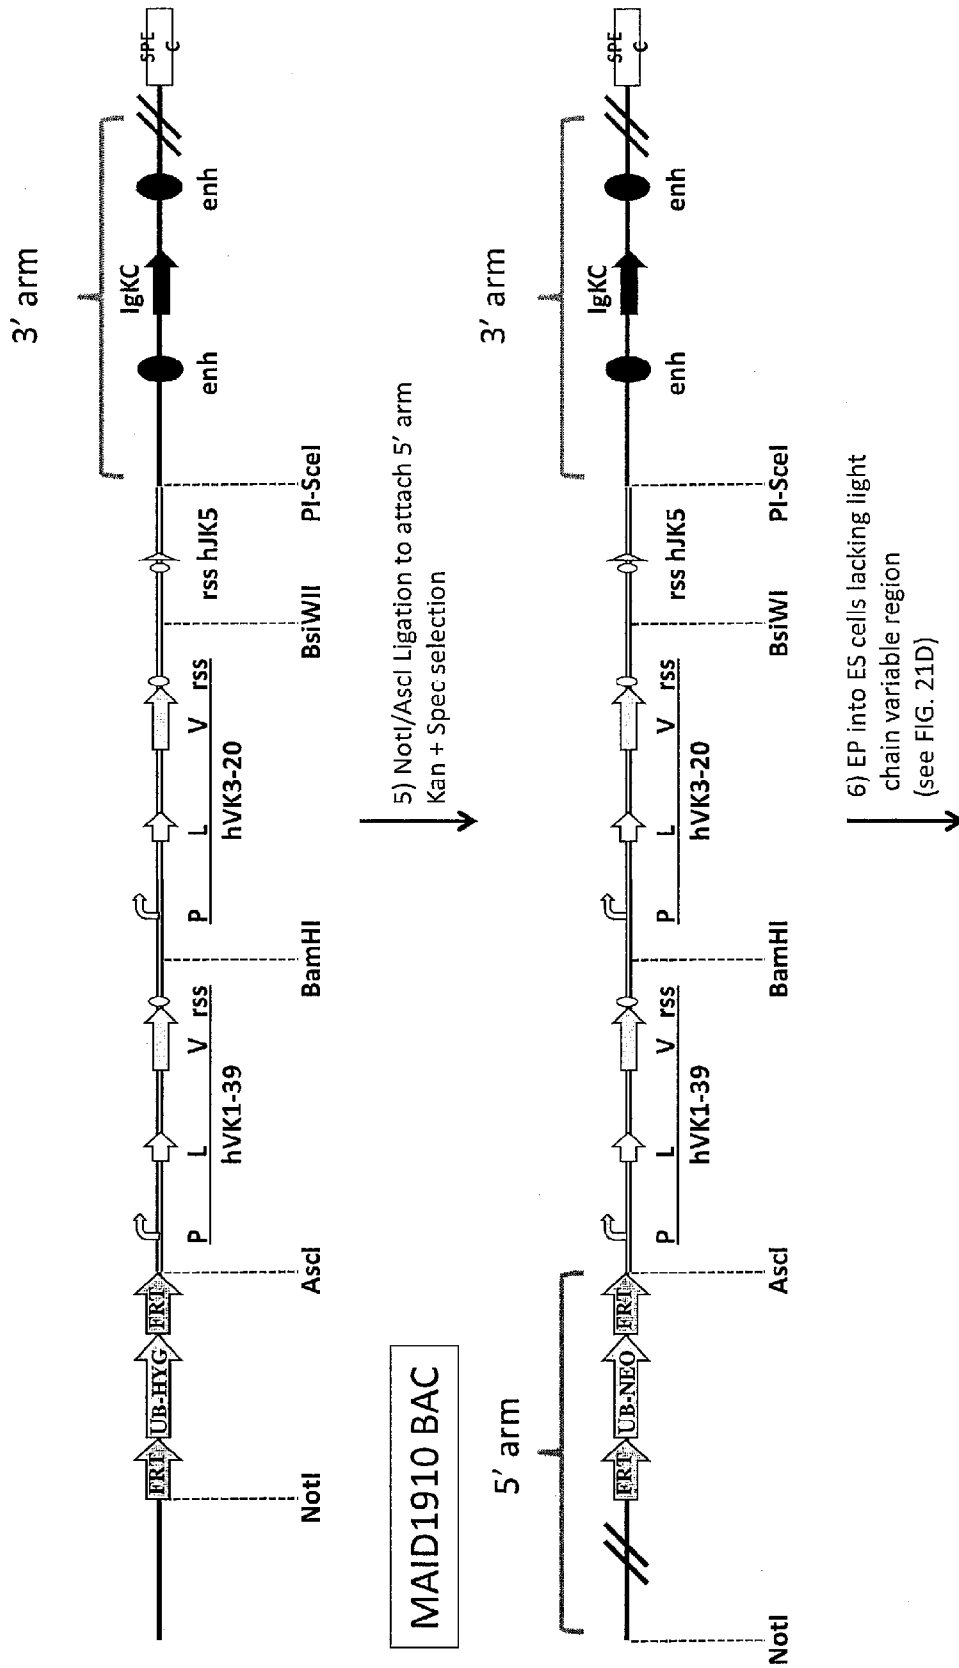 3' arm
FRT UB-HYG FRT
IgKC
SPE
C
P L V rss
hVK1-39
P L V rss
hVK3-20
rss hJK5
enh
enh
NotI
AscI
BamHI
BsiWII
PI-SceI
5) NotI/AscI Ligation to attach 5' arm
Kan + Spec selection
MAID1910 BAC
5' arm
3' arm
FRT UB-NEO FRT
IgKC
SPE
C
P L V rss
hVK1-39
P L V rss
hVK3-20
rss hJK5
enh
enh
NotI
AscI
BamHI
BsiWI
PI-SceI
6) EP into ES cells lacking light
chain variable region
(see FIG. 21D)